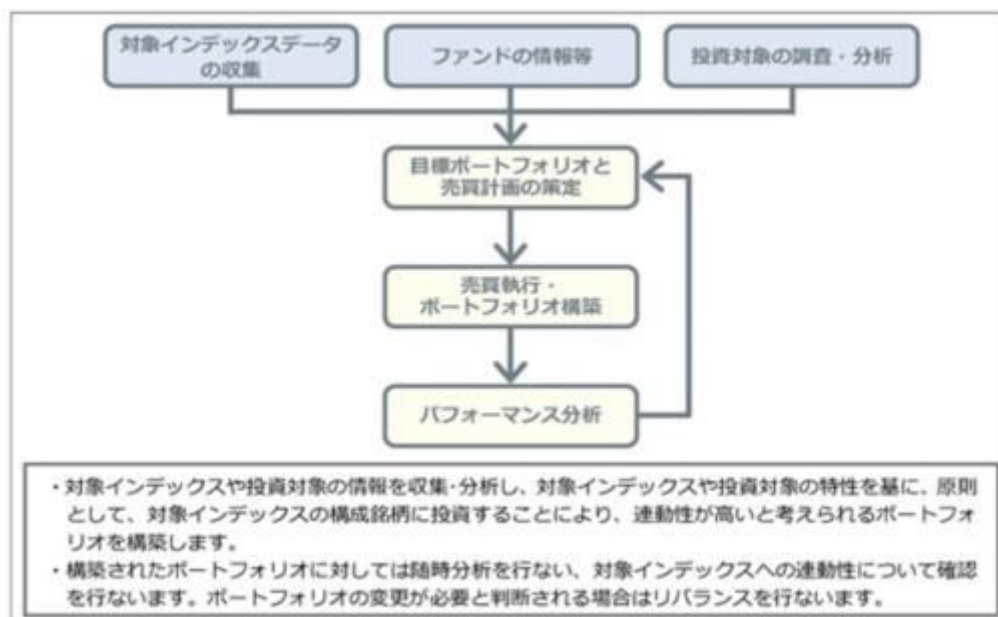 対象インデックスデータ
の収集
ファンドの情報等
投資対象の調査・分析
目標ポートフォリオと
売買計画の策定
売買執行・
ポートフォリオ構築
パフォーマンス分析
・対象インデックスや投資対象の情報を収集・分析し、対象インデックスや投資対象の特性を基に、原則
として、対象インデックスの構成銘柄に投資することにより、連動性が高いと考えられるポートフォ
リオを構築します。
・構築されたポートフォリオに対しては随時分析を行ない、対象インデックスへの連動性について確認
を行ないます。ポートフォリオの変更が必要と判断される場合はリバランスを行ないます。